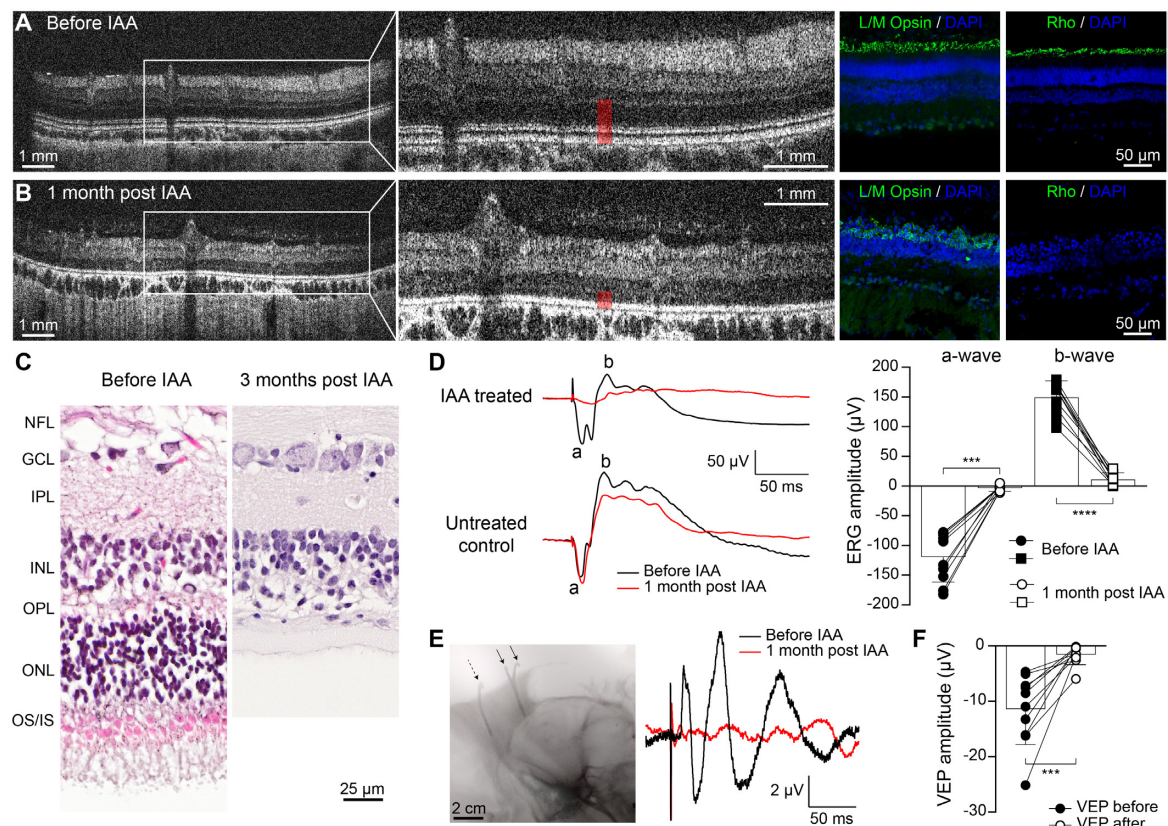 A Before IAA
1 mm
1 mm
L/M Opsin / DAPI
Rho / DAPI
50 µm
B 1 month post IAA
1 mm
1 mm
L/M Opsin / DAPI
Rho / DAPI
50 µm
C
Before IAA
3 months post IAA
NFL
GCL
IPL
INL
OPL
ONL
OS/IS
25 µm
D
IAA treated
b
a
50 µV
50 ms
Untreated
control
b
a
Before IAA
1 month post IAA
a-wave
b-wave
ERG amplitude (µV)
200
150
100
50
0
-50
-100
-150
-200
***
****
Before IAA
1 month post IAA
E
2 cm
Before IAA
1 month post IAA
2 µV
50 ms
F
VEP amplitude (µV)
0
-10
-20
-30
***
VEP before
VEP after